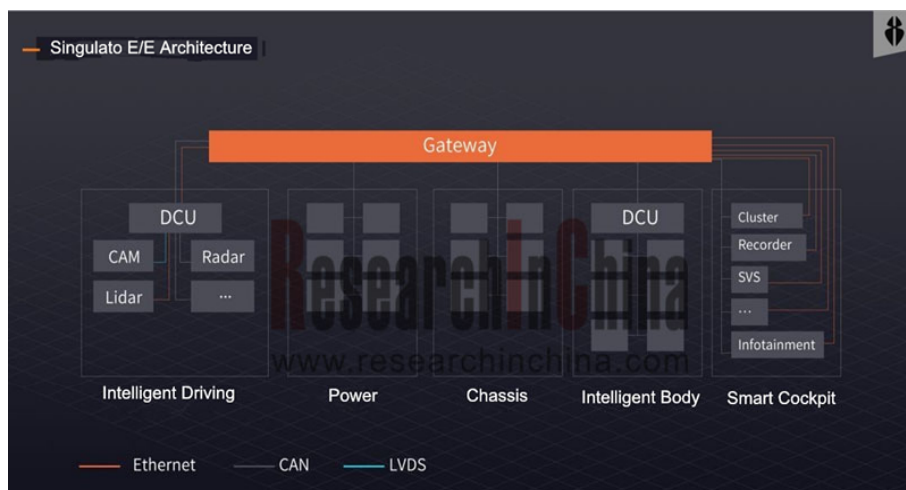 Singulato E/E Architecture
Gateway
DCU
CAM
Radar
Lidar
...
Intelligent Driving
Power
Chassis
DCU
Intelligent Body
Cluster
Recorder
SVS
...
Infotainment
Smart Cockpit
ResearchInChina
www.researchinchina.com
Ethernet
CAN
LVDS